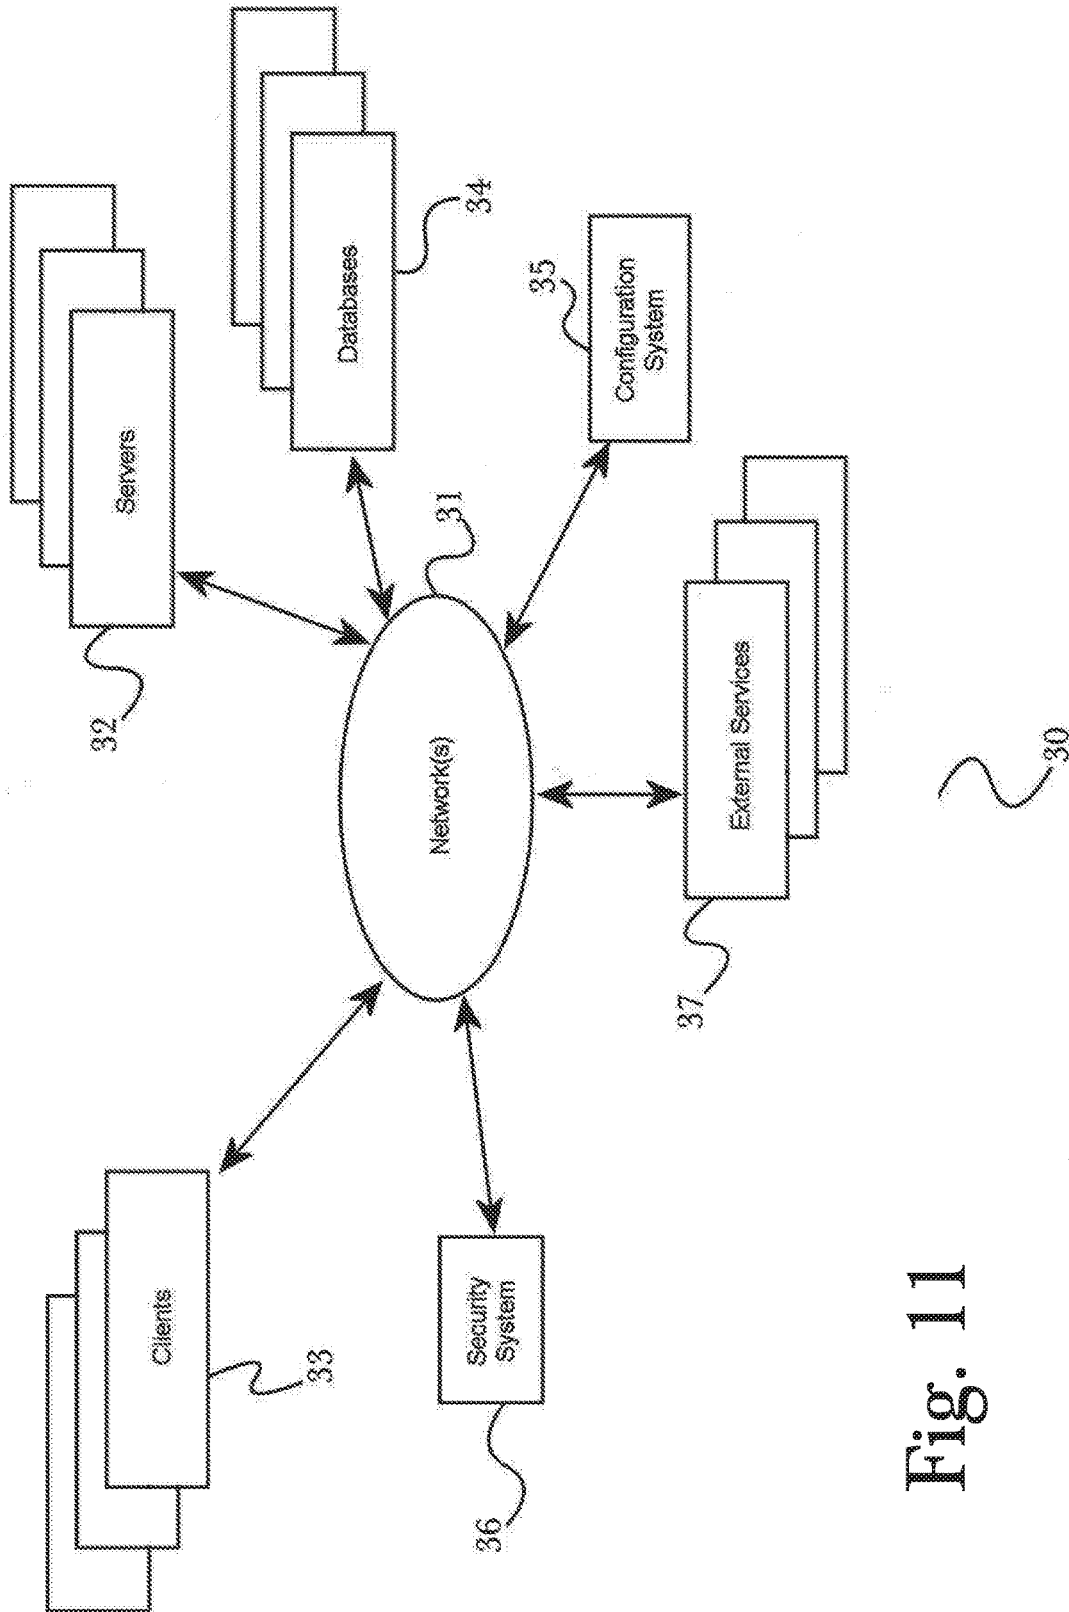 Clients
33
Servers
32
Databases
34
Network(s)
31
Security
System
36
Configuration
System
35
External Services
37
30
Fig. 11